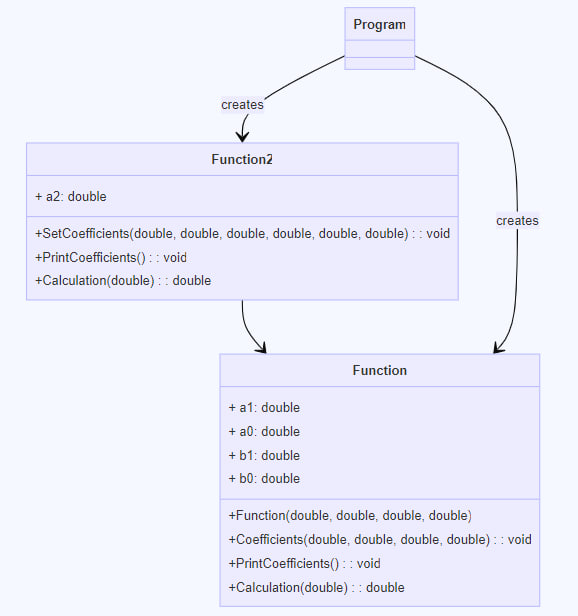 Program
creates
Function2
+ a2: double
creates
+SetCoefficients(double, double, double, double, double, double) : : void
+PrintCoefficients() : : void
+Calculation(double) : : double
Function
+ a1: double
+ a0: double
+ b1: double
+ b0: double
+Function(double, double, double, double)
+Coefficients(double, double, double, double) : : void
+PrintCoefficients() : : void
+Calculation(double) : : double